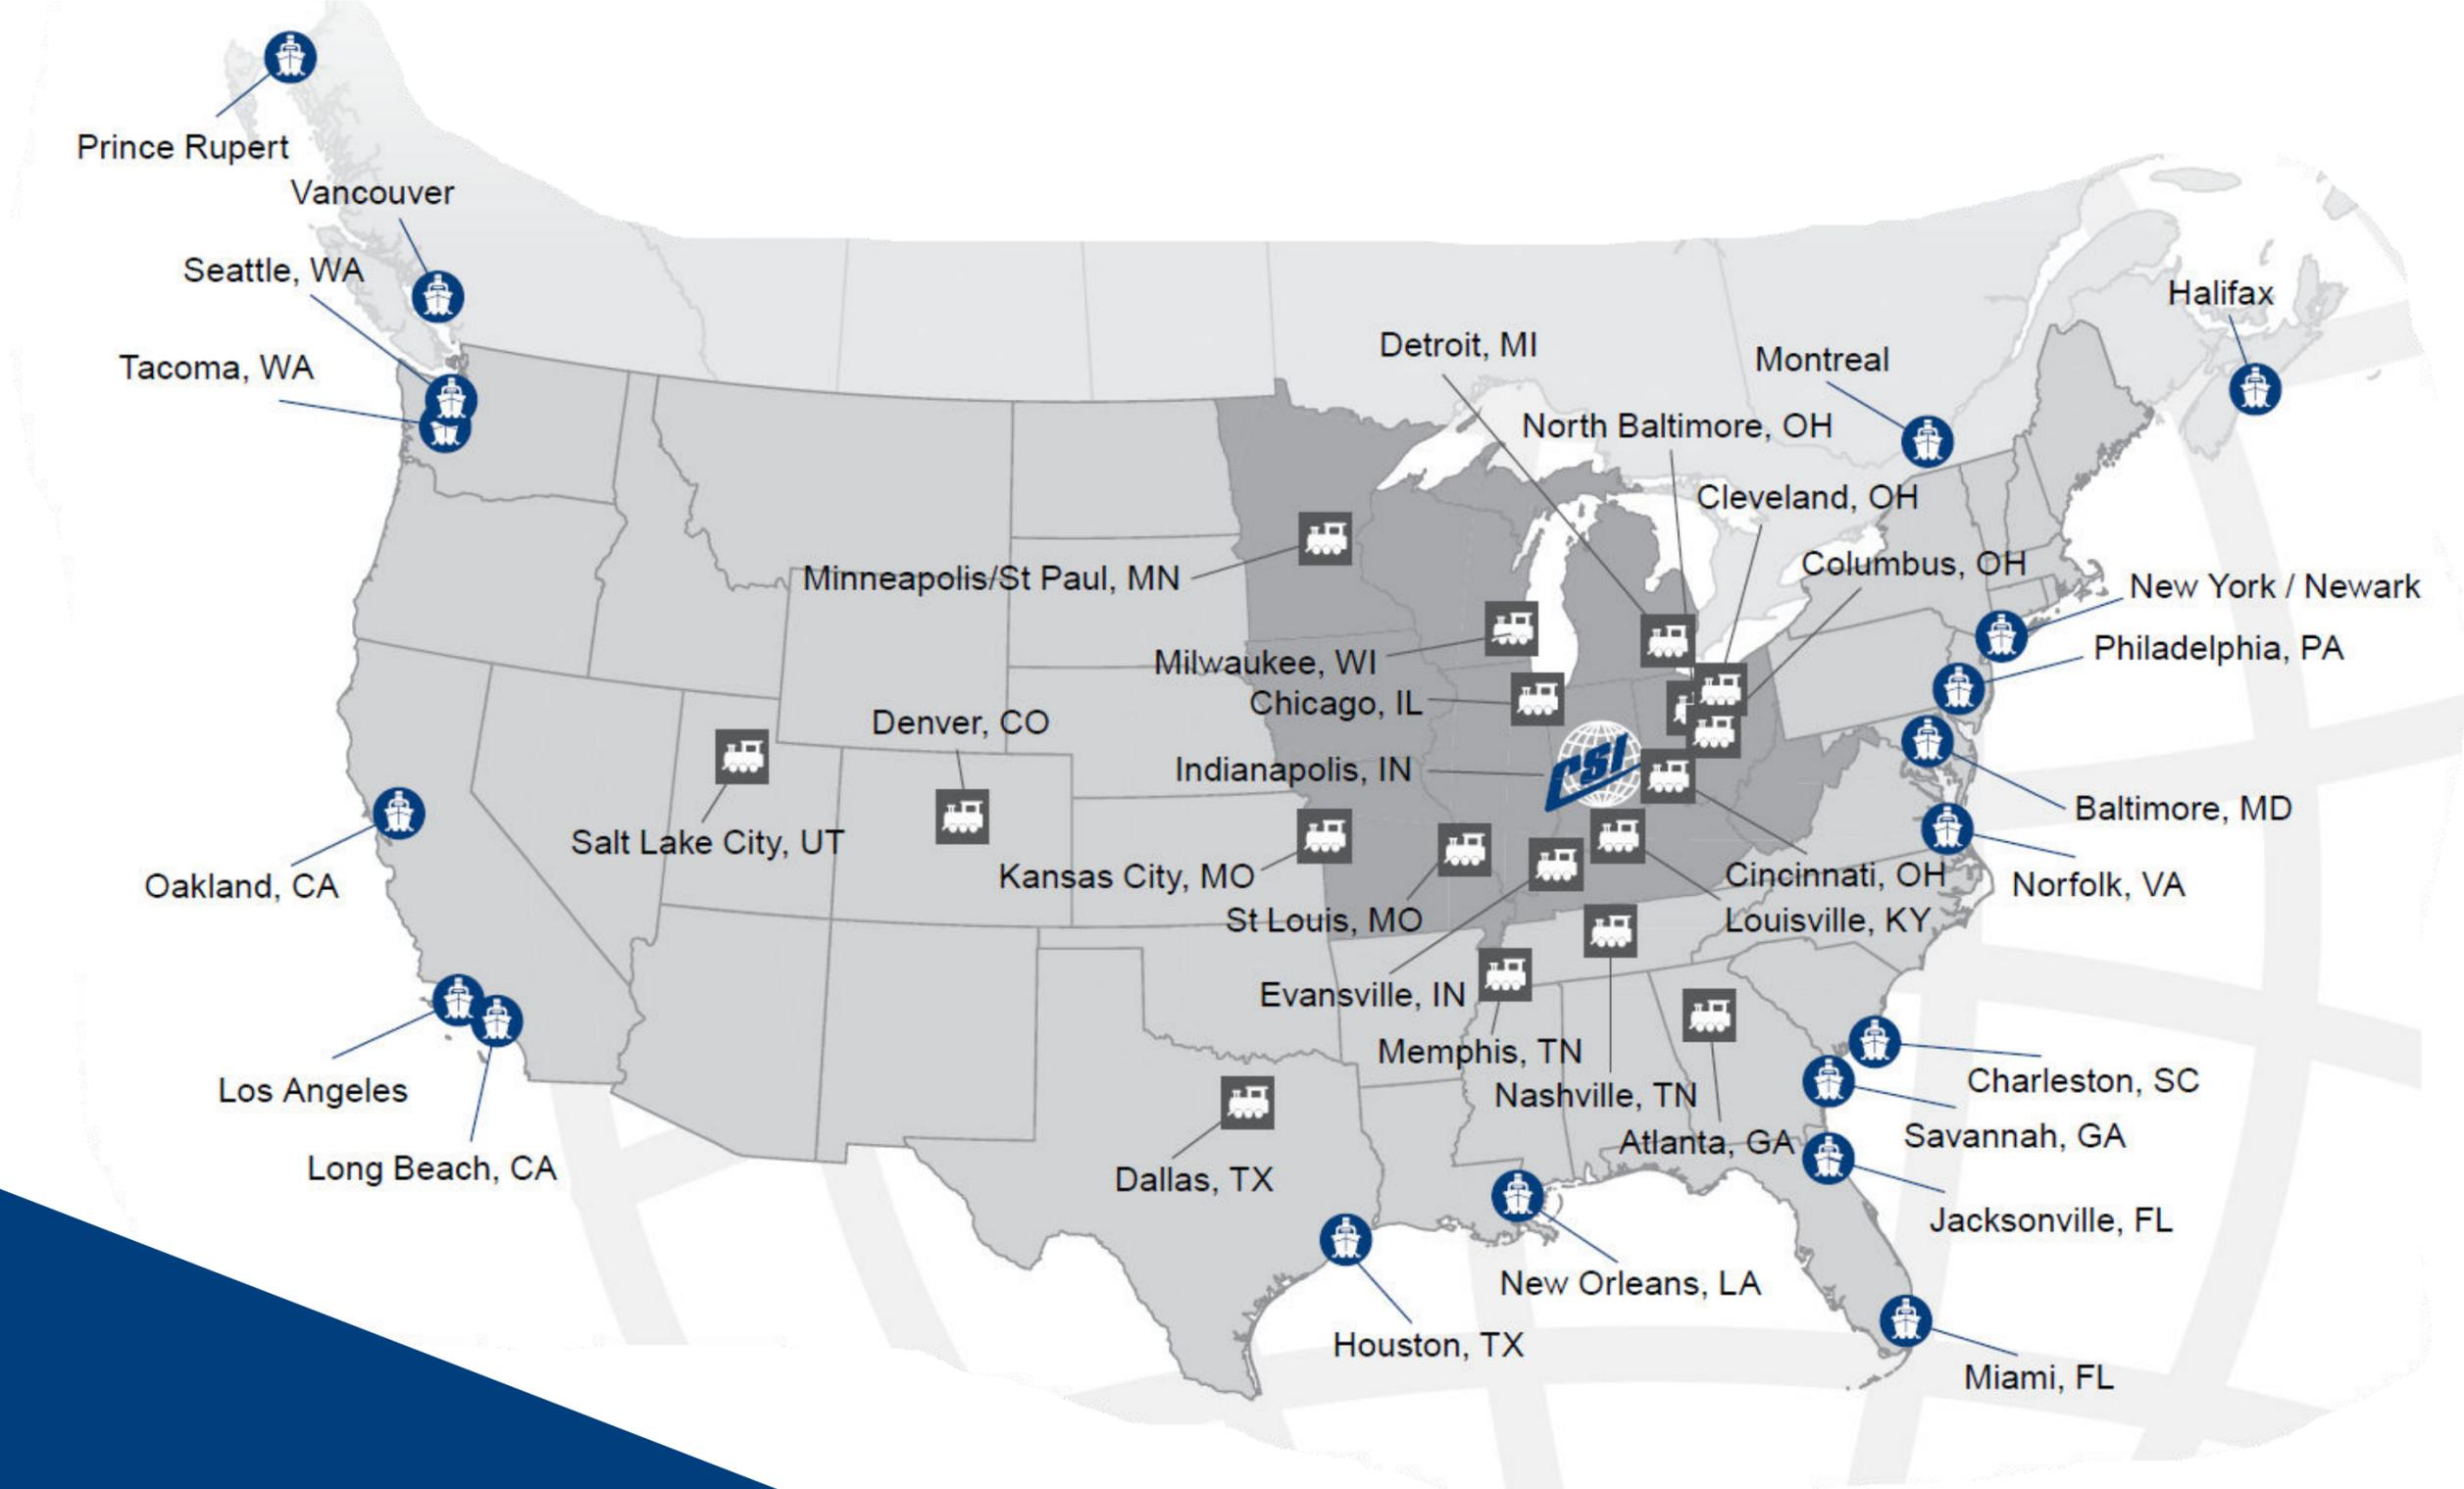 Prince Rupert
Vancouver
Seattle, WA
Tacoma, WA
Halifax
Detroit, MI
Montreal
North Baltimore, OH
Cleveland, OH
Columbus, OH
Minneapolis/St Paul, MN
New York / Newark
Philadelphia, PA
Milwaukee, WI
Chicago, IL
Denver, CO
Indianapolis, IN
CSI
Baltimore, MD
Salt Lake City, UT
Oakland, CA
Kansas City, MO
Cincinnati, OH
Norfolk, VA
St Louis, MO
Louisville, KY
Evansville, IN
Memphis, TN
Los Angeles
Nashville, TN
Charleston, SC
Atlanta, GA
Savannah, GA
Long Beach, CA
Dallas, TX
Jacksonville, FL
New Orleans, LA
Houston, TX
Miami, FL